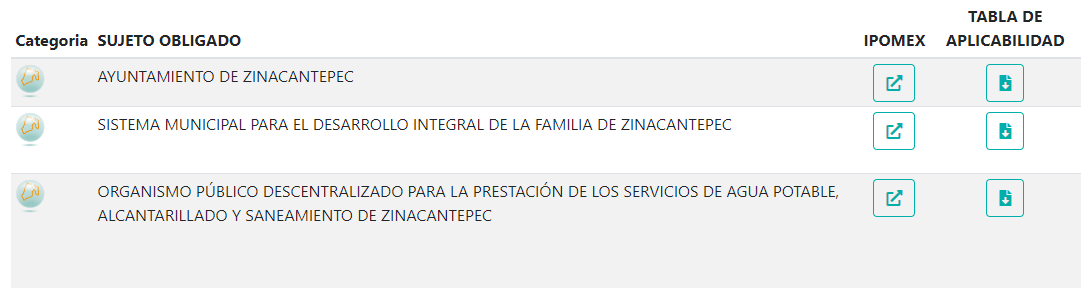 Categoria SUJETO OBLIGADO IPOMEX TABLA DE APLICABILIDAD
AYUNTAMIENTO DE ZINACANTEPEC
SISTEMA MUNICIPAL PARA EL DESARROLLO INTEGRAL DE LA FAMILIA DE ZINACANTEPEC
ORGANISMO PÚBLICO DESCENTRALIZADO PARA LA PRESTACIÓN DE LOS SERVICIOS DE AGUA POTABLE,
ALCANTARILLADO Y SANEAMIENTO DE ZINACANTEPEC